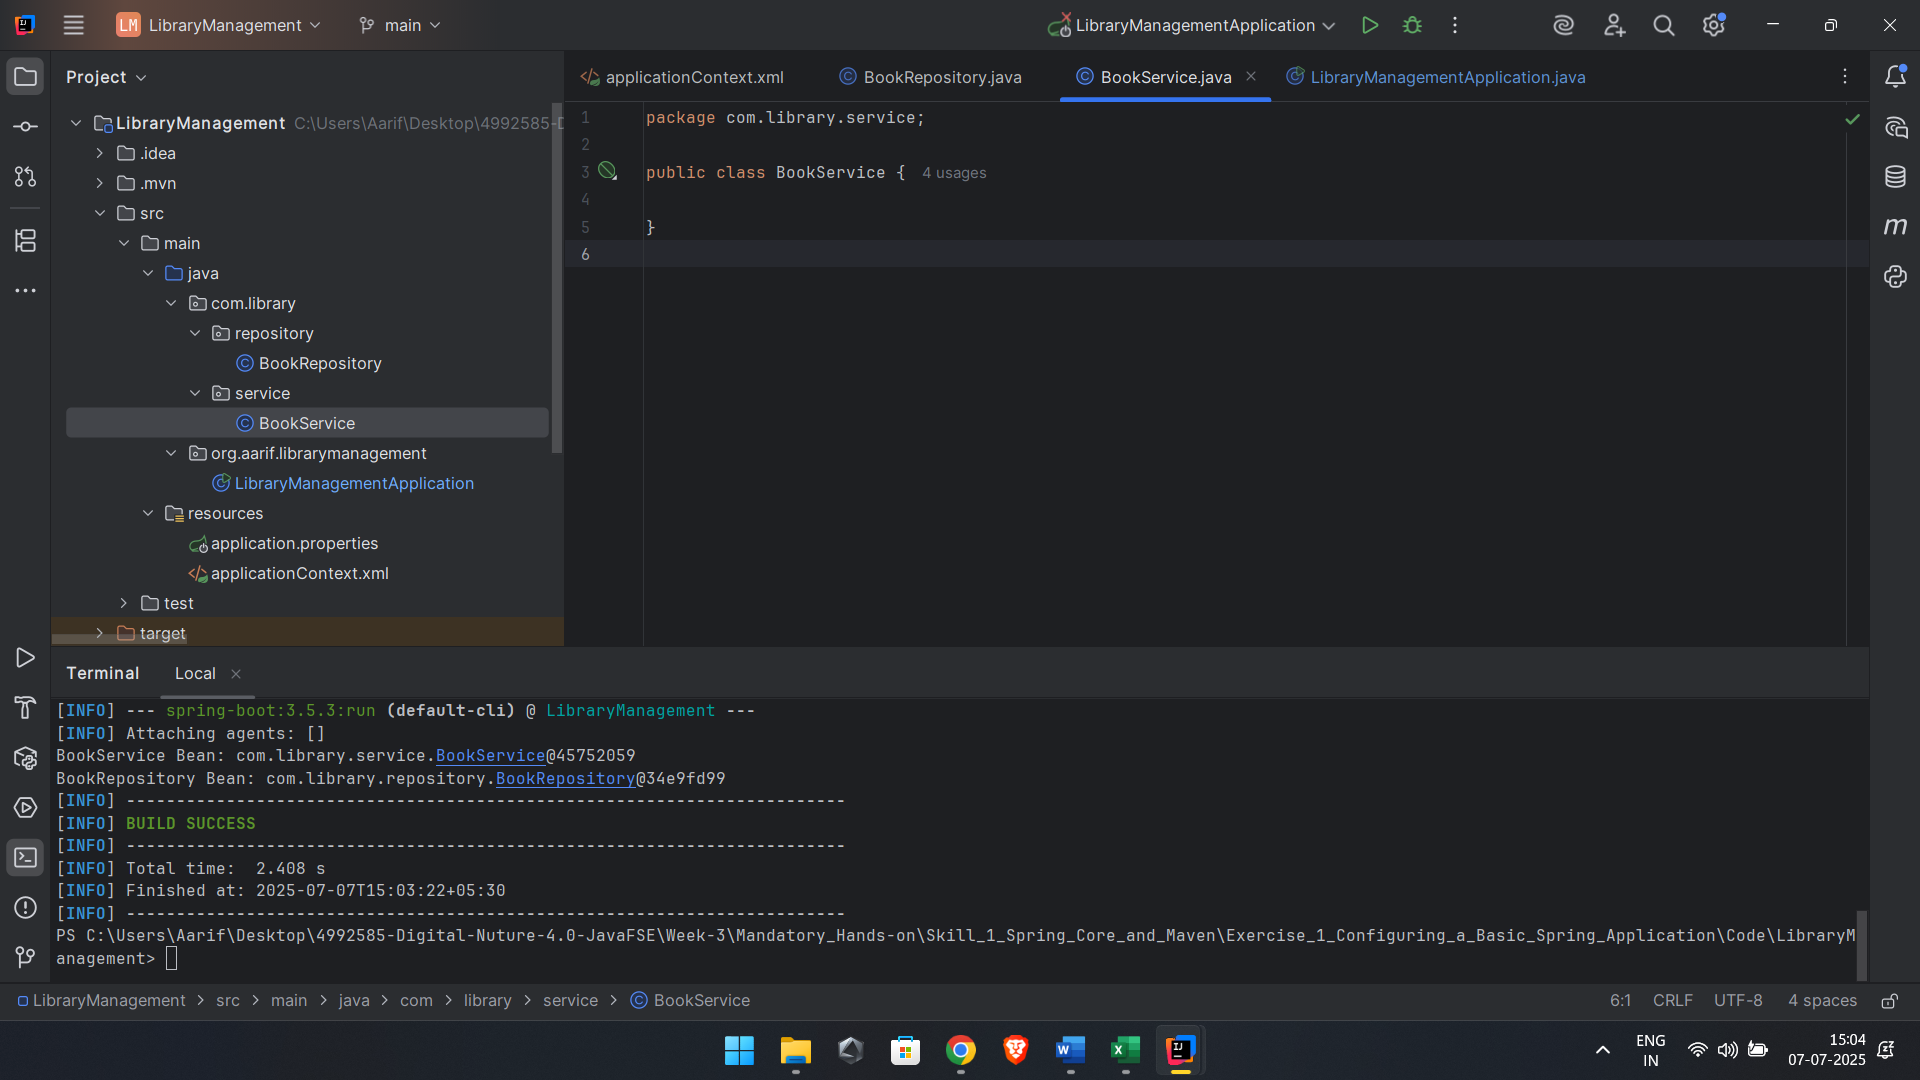 LM LibraryManagement main LibraryManagementApplication
Project
applicationContext.xml BookRepository.java BookService.java LibraryManagementApplication.java
LibraryManagement C:\Users\Aarif\Desktop\4992585-D
.idea
.mvn
src
main
java
com.library
repository
BookRepository
service
BookService
org.aarif.librarymanagement
LibraryManagementApplication
resources
application.properties
applicationContext.xml
test
target
1 package com.library.service;
2
3 public class BookService { 4 usages
4
5 }
6
Terminal Local
[INFO] --- spring-boot:3.5.3:run (default-cli) @ LibraryManagement ---
[INFO] Attaching agents: []
BookService Bean: com.library.service.BookService@45752059
BookRepository Bean: com.library.repository.BookRepository@34e9fd99
[INFO] ------------------------------------------------------------------------
[INFO] BUILD SUCCESS
[INFO] ------------------------------------------------------------------------
[INFO] Total time:  2.408 s
[INFO] Finished at: 2025-07-07T15:03:22+05:30
[INFO] ------------------------------------------------------------------------
PS C:\Users\Aarif\Desktop\4992585-Digital-Nuture-4.0-JavaFSE\Week-3\Mandatory_Hands-on\Skill_1_Spring_Core_and_Maven\Exercise_1_Configuring_a_Basic_Spring_Application\Code\LibraryM
anagement>
LibraryManagement > src > main > java > com > library > service > BookService 6:1 CRLF UTF-8 4 spaces
ENG
IN
15:04
07-07-2025